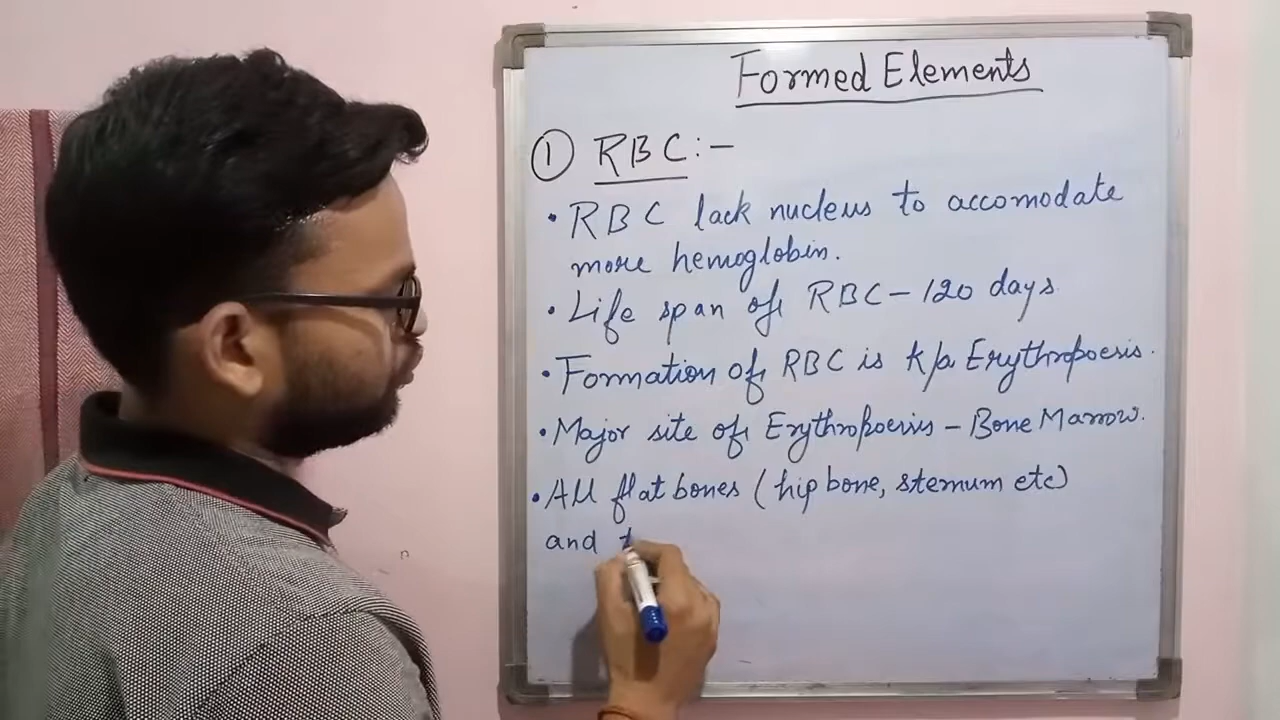 Formed Elements
① RBC:-
• RBC lack nucleus to accomodate
more hemoglobin.
• Life span of RBC - 120 days.
• Formation of RBC is k/a Erythropoesis.
• Major site of Erythropoesis - Bone Marrow.
• All flat bones (hip bone, sternum etc)
and t